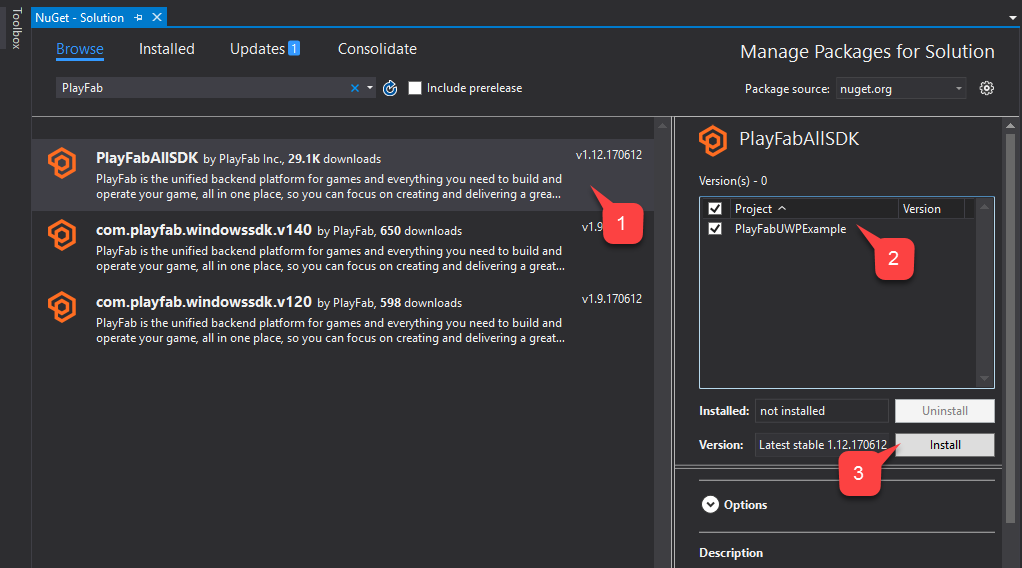 Toolbox
NuGet - Solution
Browse Installed Updates 1 Consolidate
Manage Packages for Solution
PlayFab
Include prerelease
Package source: nuget.org
PlayFabAllSDK by PlayFab Inc., 29.1K downloads
v1.12.170612
PlayFab is the unified backend platform for games and everything you need to build and
operate your game, all in one place, so you can focus on creating and delivering a grea...
1
com.playfab.windowssdk.v140 by PlayFab, 650 downloads
v1.9
PlayFab is the unified backend platform for games and everything you need to build and
operate your game, all in one place, so you can focus on creating and delivering a great...
com.playfab.windowssdk.v120 by PlayFab, 598 downloads
v1.9.170612
PlayFab is the unified backend platform for games and everything you need to build and
operate your game, all in one place, so you can focus on creating and delivering a great...
PlayFabAllSDK
Version(s) - 0
Project Version
PlayFabUWPExample
2
Installed: not installed Uninstall
Version: Latest stable 1.12.170612 Install
3
Options
Description